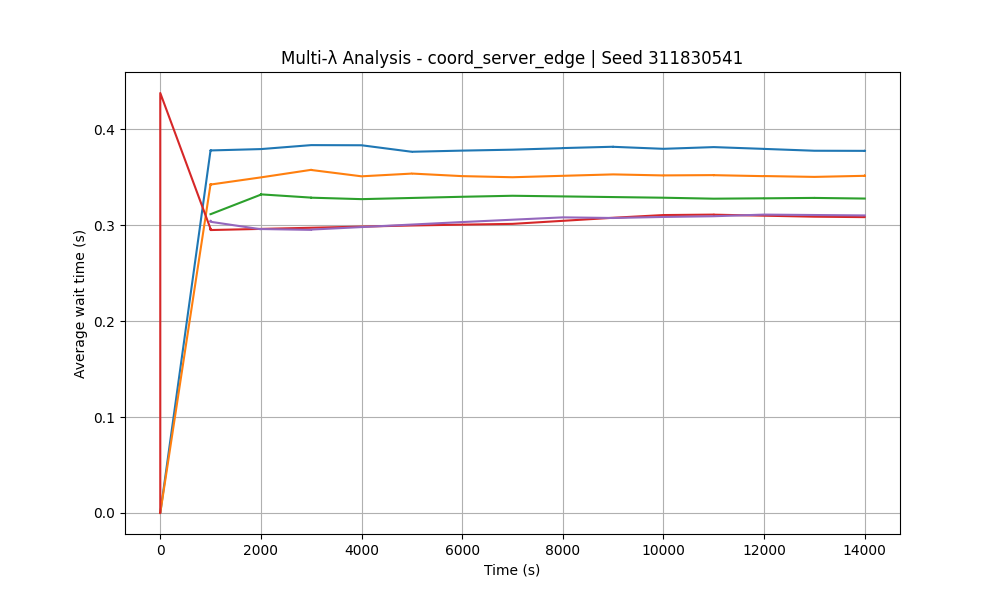 Multi-λ Analysis - coord_server_edge | Seed 311830541
Average wait time (s)
0.4
0.3
0.2
0.1
0.0
0 2000 4000 6000 8000 10000 12000 14000
Time (s)